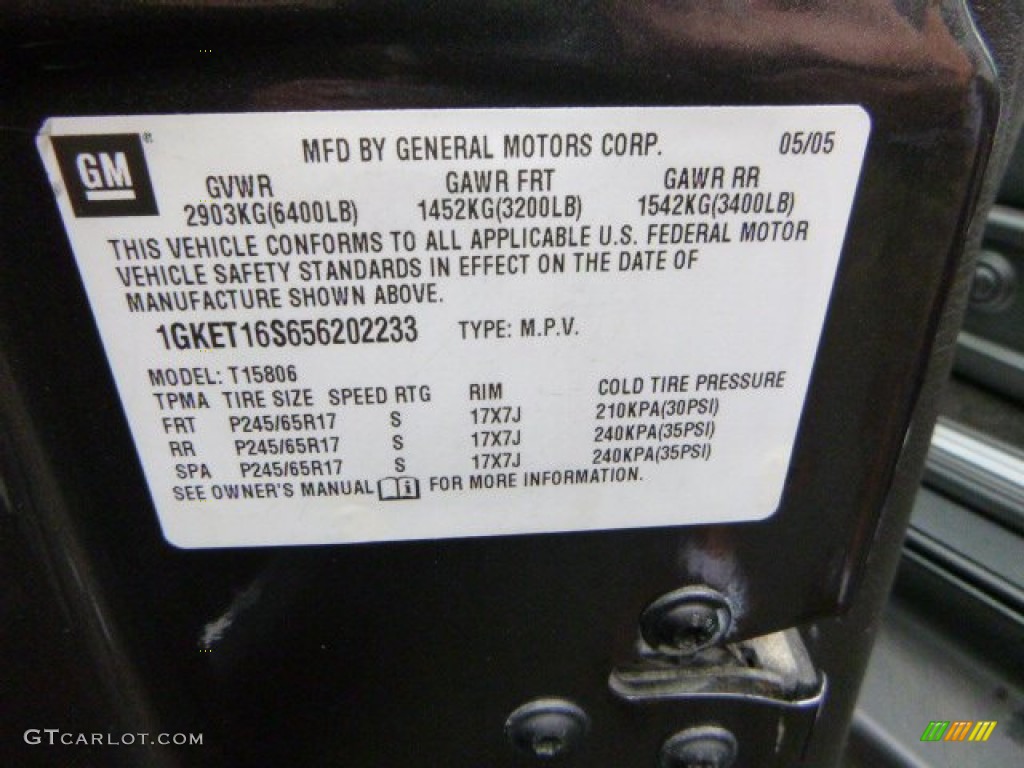 GM® MFD BY GENERAL MOTORS CORP. 05/05
GVWR GAWR FRT GAWR RR
2903KG(6400LB) 1452KG(3200LB) 1542KG(3400LB)
THIS VEHICLE CONFORMS TO ALL APPLICABLE U.S. FEDERAL MOTOR
VEHICLE SAFETY STANDARDS IN EFFECT ON THE DATE OF
MANUFACTURE SHOWN ABOVE.
1GKET16S656202233 TYPE: M.P.V.
MODEL: T15806
TPMA TIRE SIZE SPEED RTG RIM COLD TIRE PRESSURE
FRT P245/65R17 S 17X7J 210KPA(30PSI)
RR P245/65R17 S 17X7J 240KPA(35PSI)
SPA P245/65R17 S 17X7J 240KPA(35PSI)
SEE OWNER'S MANUAL i FOR MORE INFORMATION.
GTCARLOT.COM